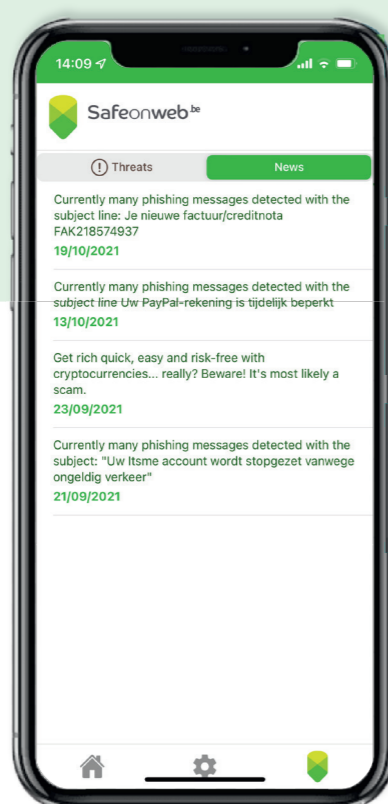 14:09
Safeonweb.be
Threats
News
Currently many phishing messages detected with the
subject line: Je nieuwe factuur/creditnota
FAK218574937
19/10/2021
Currently many phishing messages detected with the
subject line Uw PayPal-rekening is tijdelijk beperkt
13/10/2021
Get rich quick, easy and risk-free with
cryptocurrencies... really? Beware! It's most likely a
scam.
23/09/2021
Currently many phishing messages detected with the
subject: "Uw Itsme account wordt stopgezet vanwege
ongeldig verkeer"
21/09/2021